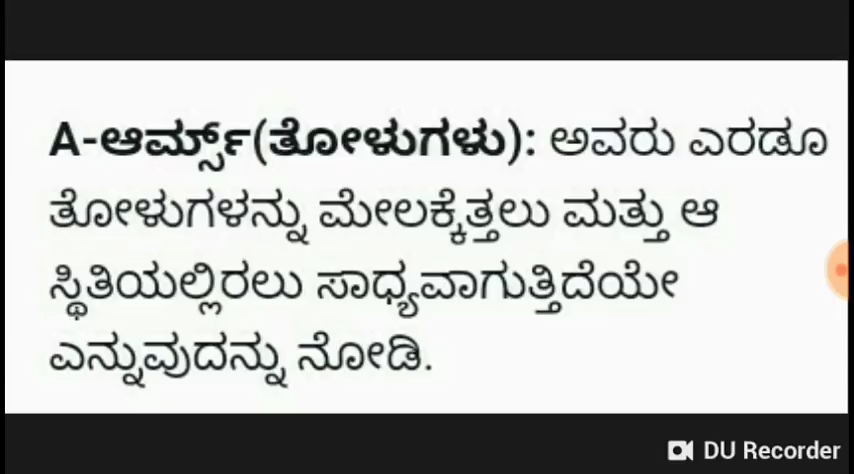 A-ಆರ್ಮ್ಸ್(ತೋಳುಗಳು): ಅವರು ಎರಡೂ
ತೋಳುಗಳನ್ನು ಮೇಲಕ್ಕೆತ್ತಲು ಮತ್ತು ಆ
ಸ್ಥಿತಿಯಲ್ಲಿರಲು ಸಾಧ್ಯವಾಗುತ್ತಿದೆಯೇ
ಎನ್ನುವುದನ್ನು ನೋಡಿ.
DU Recorder